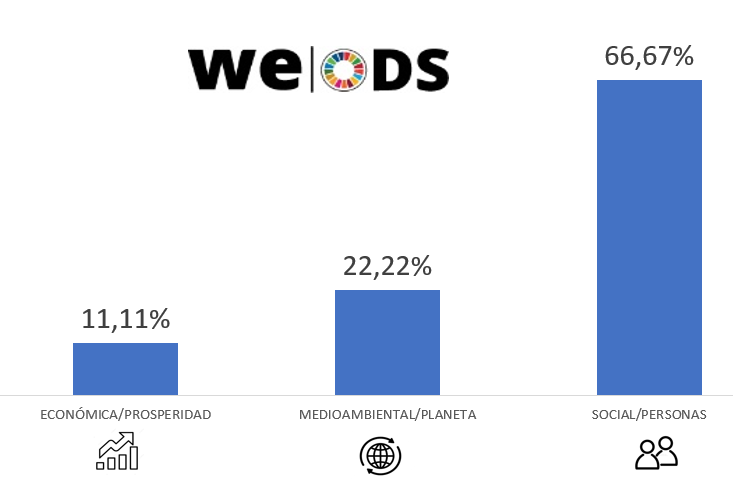 we|ODS
66,67%
22,22%
11,11%
ECONÓMICA/PROSPERIDAD
MEDIOAMBIENTAL/PLANETA
SOCIAL/PERSONAS